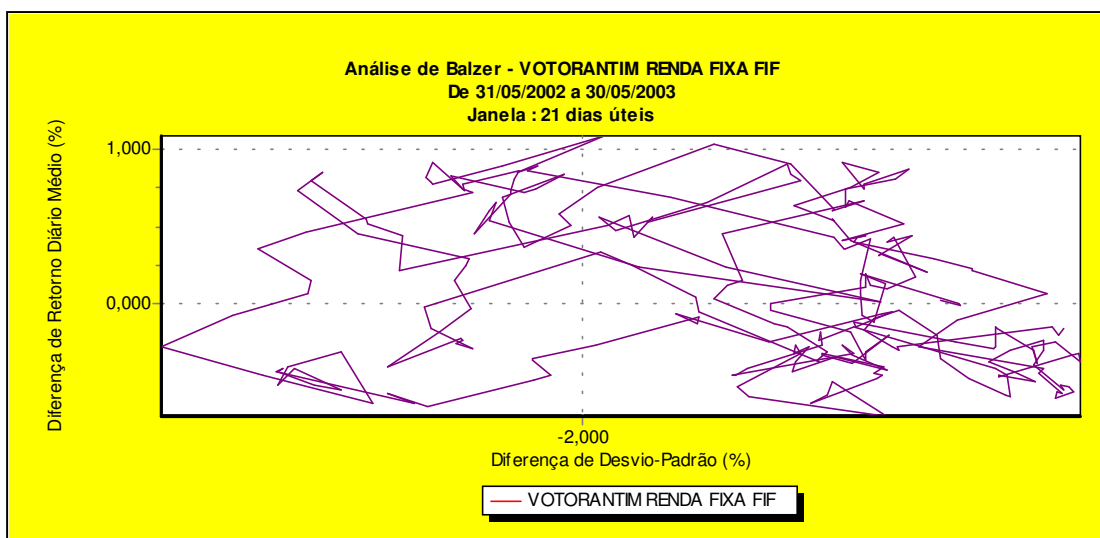 Análise de Balzer - VOTORANTIM RENDA FIXA FIF
De 31/05/2002 a 30/05/2003
Janela : 21 dias úteis
Diferença de Retorno Diário Médio (%)
1,000
0,000
-2,000
Diferença de Desvio-Padrão (%)
VOTORANTIM RENDA FIXA FIF